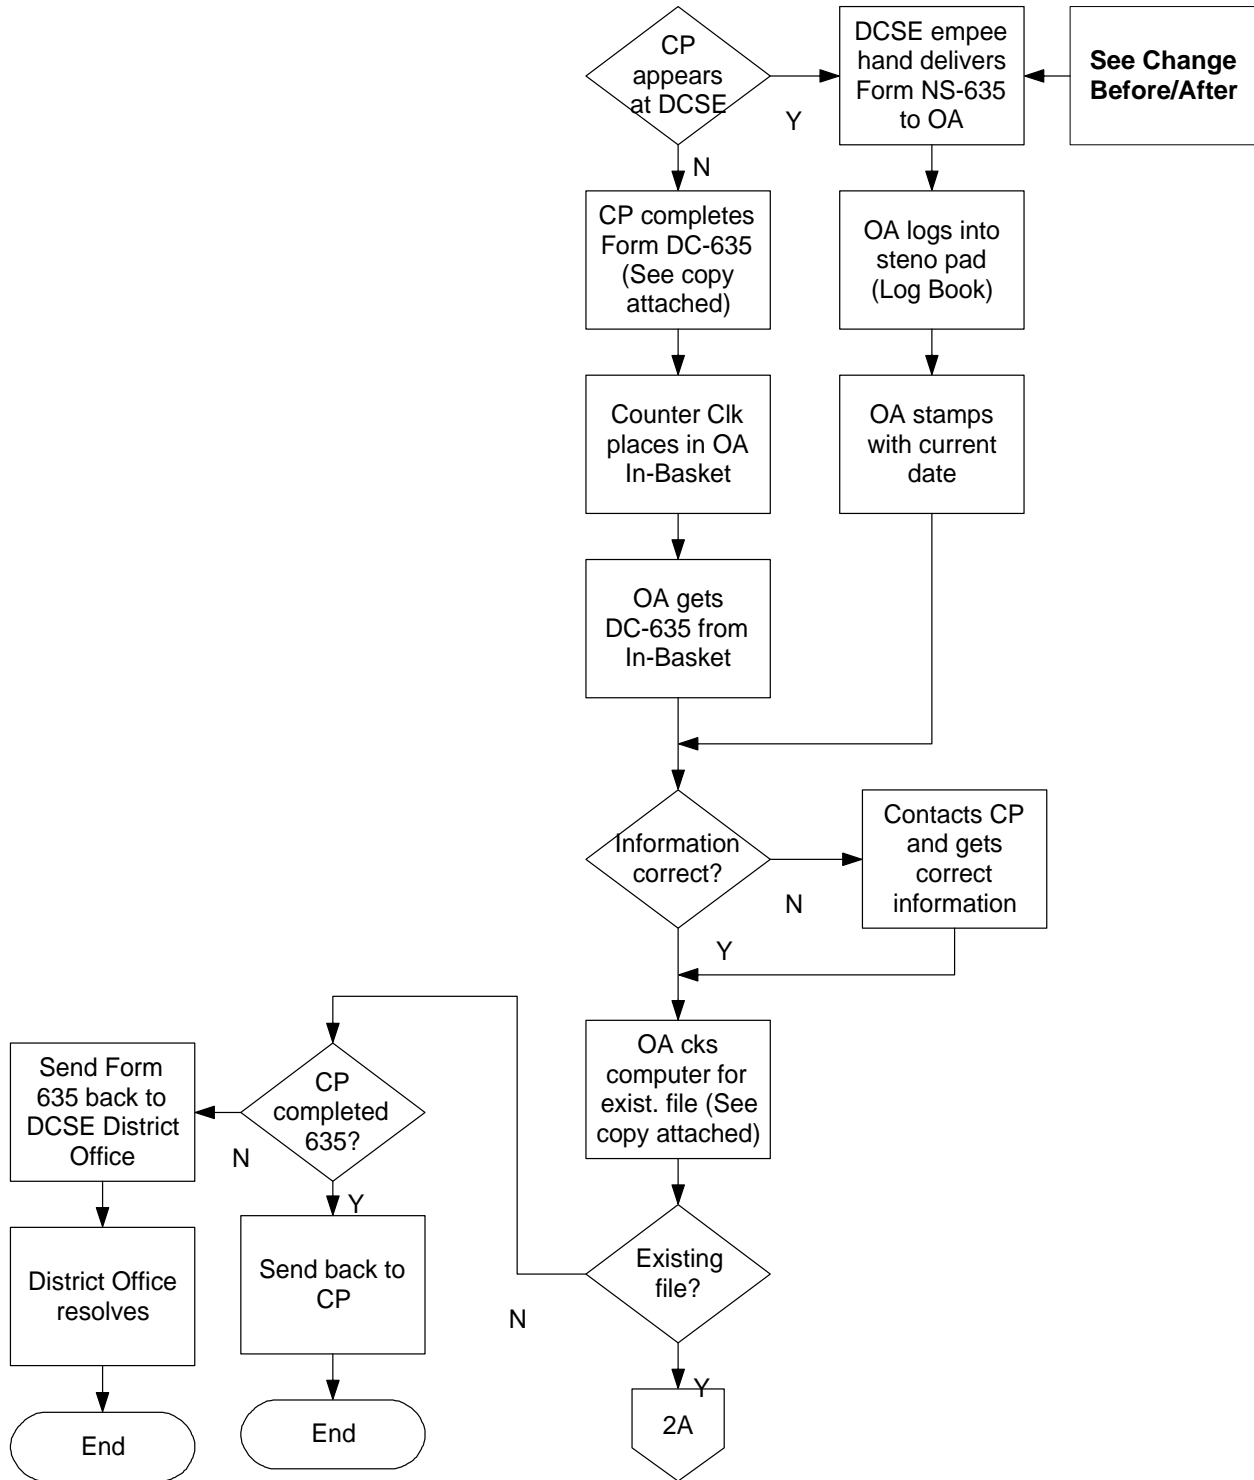 CP
appears
at DCSE
Y
N
DCSE empee
hand delivers
Form NS-635
to OA
See Change
Before/After
CP completes
Form DC-635
(See copy
attached)
OA logs into
steno pad
(Log Book)
Counter Clk
places in OA
In-Basket
OA stamps
with current
date
OA gets
DC-635 from
In-Basket
Information
correct?
N
Y
Contacts CP
and gets
correct
information
OA cks
computer for
exist. file (See
copy attached)
Existing
file?
N
Y
2A
CP
completed
635?
N
Y
Send Form
635 back to
DCSE District
Office
District Office
resolves
End
Send back to
CP
End